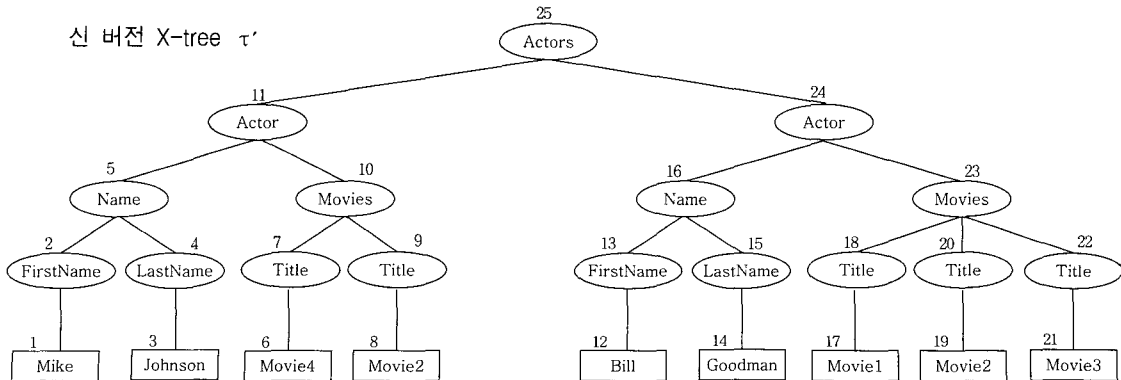 25
신 버전 X-tree τ′
Actors
11 24
Actor Actor
5 10 16 23
Name Movies Name Movies
2 4 7 9 13 15 18 20 22
FirstName LastName Title Title FirstName LastName Title Title Title
1 3 6 8 12 14 17 19 21
Mike Johnson Movie4 Movie2 Bill Goodman Movie1 Movie2 Movie3